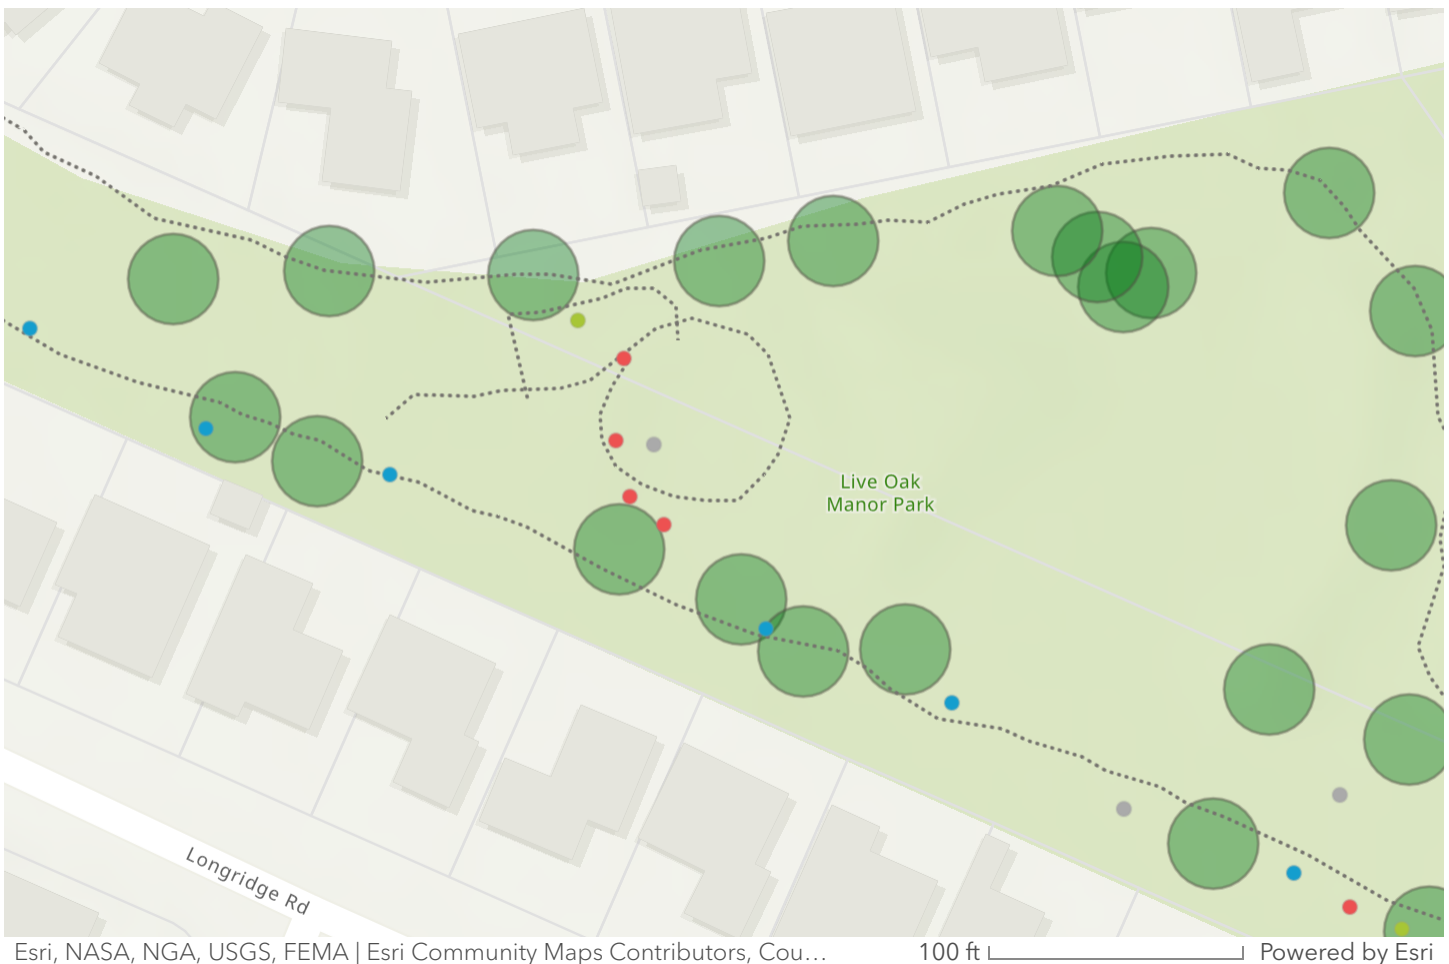 Live Oak
Manor Park
Longridge Rd
Esri, NASA, NGA, USGS, FEMA | Esri Community Maps Contributors, Cou…
100 ft
Powered by Esri